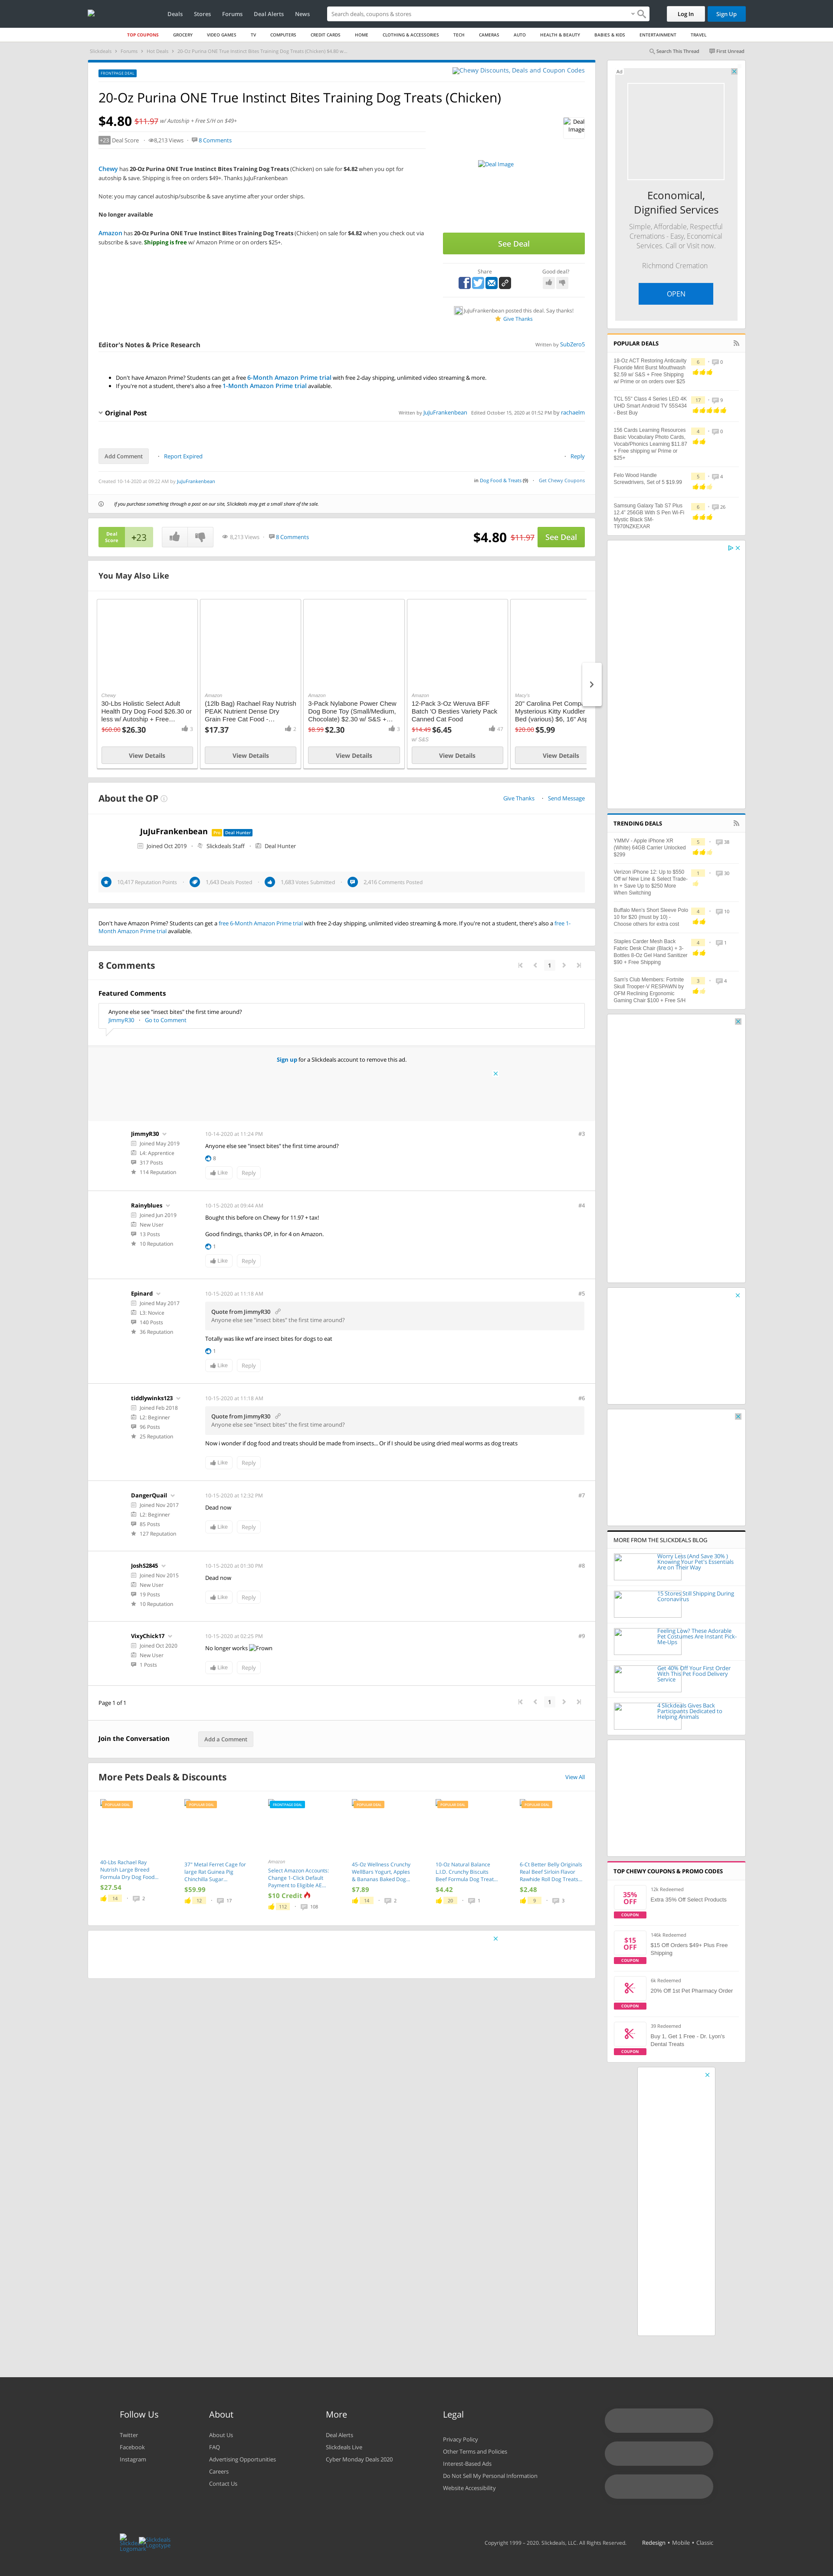 Deals Stores Forums Deal Alerts News
Search deals, coupons & stores
Log In Sign Up
TOP COUPONS GROCERY VIDEO GAMES TV COMPUTERS CREDIT CARDS HOME CLOTHING & ACCESSORIES TECH CAMERAS AUTO HEALTH & BEAUTY BABIES & KIDS ENTERTAINMENT TRAVEL
Slickdeals Forums Hot Deals 20-Oz Purina ONE True Instinct Bites Training Dog Treats (Chicken) $4.80 w...
Search This Thread First Unread
FRONTPAGE DEAL
Chewy Discounts, Deals and Coupon Codes
20-Oz Purina ONE True Instinct Bites Training Dog Treats (Chicken)
$4.80 $11.97 w/ Autoship + Free S/H on $49+
+23 Deal Score 8,213 Views 8 Comments
Deal Image
Deal Image
Chewy has 20-Oz Purina ONE True Instinct Bites Training Dog Treats (Chicken) on sale for $4.82 when you opt for
autoship & save. Shipping is free on orders $49+. Thanks JuJuFrankenbean
Note: you may cancel autoship/subscribe & save anytime after your order ships.
No longer available
Amazon has 20-Oz Purina ONE True Instinct Bites Training Dog Treats (Chicken) on sale for $4.82 when you check out via
subscribe & save. Shipping is free w/ Amazon Prime or on orders $25+.
See Deal
Share Good deal?
JuJuFrankenbean posted this deal. Say thanks!
Give Thanks
Editor's Notes & Price Research Written by SubZero5
Don't have Amazon Prime? Students can get a free 6-Month Amazon Prime trial with free 2-day shipping, unlimited video streaming & more.
If you're not a student, there's also a free 1-Month Amazon Prime trial available.
Original Post Written by JuJuFrankenbean Edited October 15, 2020 at 01:52 PM by rachaelm
Add Comment Report Expired Reply
Created 10-14-2020 at 09:22 AM by JuJuFrankenbean in Dog Food & Treats (9) Get Chewy Coupons
If you purchase something through a post on our site, Slickdeals may get a small share of the sale.
Deal Score +23 8,213 Views 8 Comments $4.80 $11.97 See Deal
You May Also Like
Chewy
30-Lbs Holistic Select Adult
Health Dry Dog Food $26.30 or
less w/ Autoship + Free...
$60.00 $26.30 3
View Details
Amazon
(12lb Bag) Rachael Ray Nutrish
PEAK Nutrient Dense Dry
Grain Free Cat Food -...
$17.37 2
View Details
Amazon
3-Pack Nylabone Power Chew
Dog Bone Toy (Small/Medium,
Chocolate) $2.30 w/ S&S +...
$8.99 $2.30 3
View Details
Amazon
12-Pack 3-Oz Weruva BFF
Batch 'O Besties Variety Pack
Canned Cat Food
$14.49 $6.45 47
w/ S&S
View Details
Macy's
20" Carolina Pet Compa
Mysterious Kitty Kuddler
Bed (various) $6, 16" Asp
$20.00 $5.99
View Details
About the OP Give Thanks Send Message
JuJuFrankenbean Pro Deal Hunter
Joined Oct 2019 Slickdeals Staff Deal Hunter
10,417 Reputation Points 1,643 Deals Posted 1,683 Votes Submitted 2,416 Comments Posted
Don't have Amazon Prime? Students can get a free 6-Month Amazon Prime trial with free 2-day shipping, unlimited video streaming & more. If you're not a student, there's also a free 1-
Month Amazon Prime trial available.
8 Comments 1
Featured Comments
Anyone else see "insect bites" the first time around?
JimmyR30 Go to Comment
Sign up for a Slickdeals account to remove this ad.
JimmyR30
Joined May 2019
L4: Apprentice
317 Posts
114 Reputation
10-14-2020 at 11:24 PM #3
Anyone else see "insect bites" the first time around?
8
Like Reply
Rainyblues
Joined Jun 2019
New User
13 Posts
10 Reputation
10-15-2020 at 09:44 AM #4
Bought this before on Chewy for 11.97 + tax!
Good findings, thanks OP, in for 4 on Amazon.
1
Like Reply
Epinard
Joined May 2017
L3: Novice
140 Posts
36 Reputation
10-15-2020 at 11:18 AM #5
Quote from JimmyR30
Anyone else see "insect bites" the first time around?
Totally was like wtf are insect bites for dogs to eat
1
Like Reply
tiddlywinks123
Joined Feb 2018
L2: Beginner
96 Posts
25 Reputation
10-15-2020 at 11:18 AM #6
Quote from JimmyR30
Anyone else see "insect bites" the first time around?
Now i wonder if dog food and treats should be made from insects... Or if I should be using dried meal worms as dog treats
Like Reply
DangerQuail
Joined Nov 2017
L2: Beginner
85 Posts
127 Reputation
10-15-2020 at 12:32 PM #7
Dead now
Like Reply
JoshS2845
Joined Nov 2015
New User
19 Posts
10 Reputation
10-15-2020 at 01:30 PM #8
Dead now
Like Reply
VixyChick17
Joined Oct 2020
New User
1 Posts
10-15-2020 at 02:25 PM #9
No longer works Frown
Like Reply
Page 1 of 1 1
Join the Conversation Add a Comment
More Pets Deals & Discounts View All
POPULAR DEAL
40-Lbs Rachael Ray
Nutrish Large Breed
Formula Dry Dog Food...
$27.54
14 2
POPULAR DEAL
37" Metal Ferret Cage for
large Rat Guinea Pig
Chinchilla Sugar...
$59.99
12 17
FRONTPAGE DEAL
Amazon
Select Amazon Accounts:
Change 1-Click Default
Payment to Eligible AE...
$10 Credit
112 108
POPULAR DEAL
45-Oz Wellness Crunchy
WellBars Yogurt, Apples
& Bananas Baked Dog...
$7.89
14 2
POPULAR DEAL
10-Oz Natural Balance
L.I.D. Crunchy Biscuits
Beef Formula Dog Treat...
$4.42
20 1
POPULAR DEAL
6-Ct Better Belly Originals
Real Beef Sirloin Flavor
Rawhide Roll Dog Treats...
$2.48
9 3
Ad
Economical,
Dignified Services
Simple, Affordable, Respectful
Cremations - Easy, Economical
Services. Call or Visit now.
Richmond Cremation
OPEN
POPULAR DEALS
18-Oz ACT Restoring Anticavity
Fluoride Mini Burst Mouthwash
$2.59 w/ S&S + Free Shipping
w/ Prime or on orders over $25
6 0
TCL 55" Class 4 Series LED 4K
UHD Smart Android TV 55S434
- Best Buy
17 9
156 Cards Learning Resources
Basic Vocabulary Photo Cards,
Vocab/Phonics Learning $11.87
+ Free shipping w/ Prime or
$25+
4 0
Felo Wood Handle
Screwdrivers, Set of 5 $19.99
5 4
Samsung Galaxy Tab S7 Plus
12.4" 256GB With S Pen Wi-Fi
Mystic Black SM-
T970NZKEXAR
6 26
TRENDING DEALS
YMMV - Apple iPhone XR
(White) 64GB Carrier Unlocked
$299
5 38
Verizon iPhone 12: Up to $550
Off w/ New Line & Select Trade-
In + Save Up to $250 More
When Switching
1 30
Buffalo Men's Short Sleeve Polo
10 for $20 (must by 10) -
Choose others for extra cost
4 10
Staples Carder Mesh Back
Fabric Desk Chair (Black) + 3-
Bottles 8-Oz Gel Hand Sanitizer
$90 + Free Shipping
4 1
Sam's Club Members: Fortnite
Skull Trooper-V RESPAWN by
OFM Reclining Ergonomic
Gaming Chair $100 + Free S/H
3 4
MORE FROM THE SLICKDEALS BLOG
Worry Less (And Save 30% )
Knowing Your Pet's Essentials
Are on Their Way
15 Stores Still Shipping During
Coronavirus
Feeling Low? These Adorable
Pet Costumes Are Instant Pick-
Me-Ups
Get 40% Off Your First Order
With This Pet Food Delivery
Service
4 Slickdeals Gives Back
Participants Dedicated to
Helping Animals
TOP CHEWY COUPONS & PROMO CODES
35% OFF
COUPON
12k Redeemed
Extra 35% Off Select Products
$15 OFF
COUPON
146k Redeemed
$15 Off Orders $49+ Plus Free
Shipping
COUPON
6k Redeemed
20% Off 1st Pet Pharmacy Order
COUPON
39 Redeemed
Buy 1, Get 1 Free - Dr. Lyon's
Dental Treats
Follow Us
Twitter
Facebook
Instagram
About
About Us
FAQ
Advertising Opportunities
Careers
Contact Us
More
Deal Alerts
Slickdeals Live
Cyber Monday Deals 2020
Legal
Privacy Policy
Other Terms and Policies
Interest-Based Ads
Do Not Sell My Personal Information
Website Accessibility
Slickdeals Logomark Slickdeals Logotype
Copyright 1999 – 2020. Slickdeals, LLC. All Rights Reserved. Redesign • Mobile • Classic